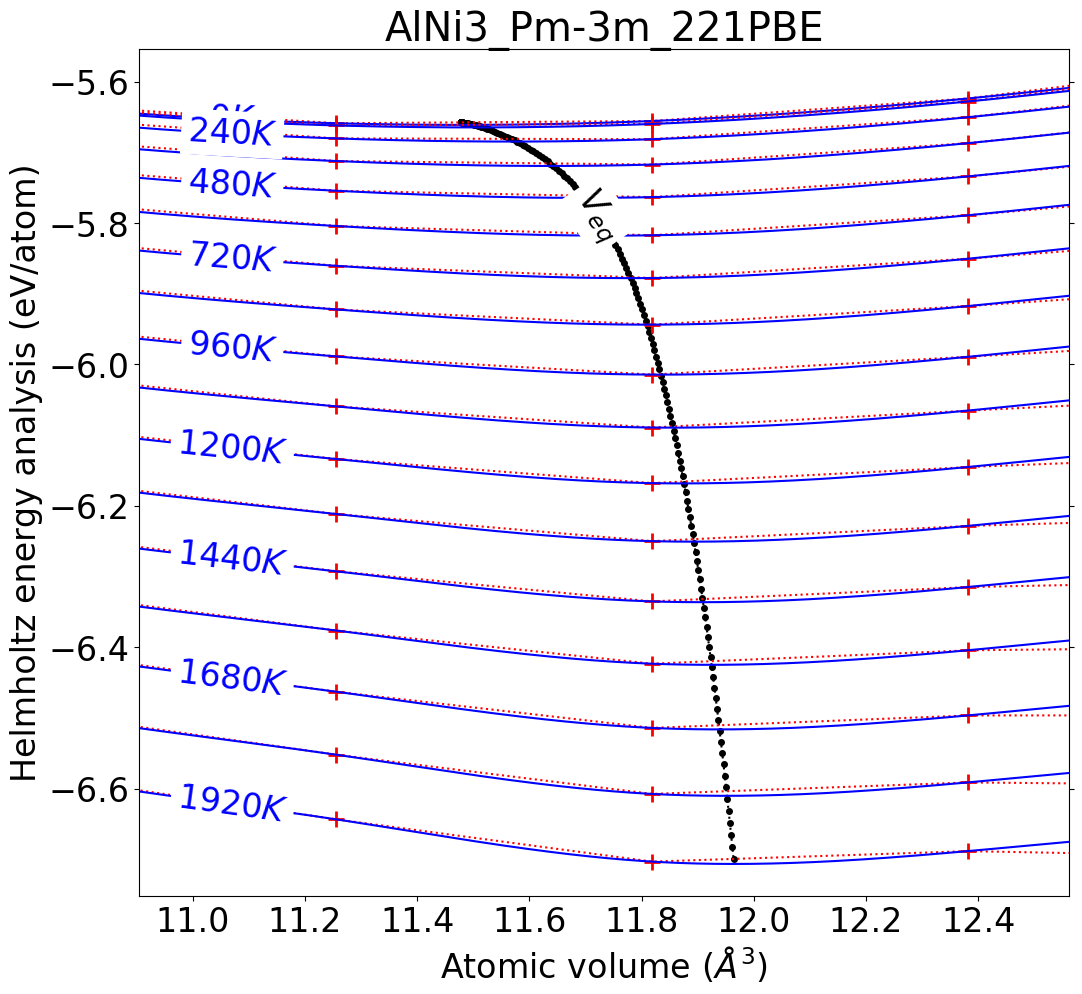 AlNi3_Pm-3m_221PBE
Helmholtz energy analysis (eV/atom)
−5.6
−5.8
−6.0
−6.2
−6.4
−6.6
0K
240K
480K
720K
960K
1200K
1440K
1680K
1920K
V_eq
11.0 11.2 11.4 11.6 11.8 12.0 12.2 12.4
Atomic volume (Å³)